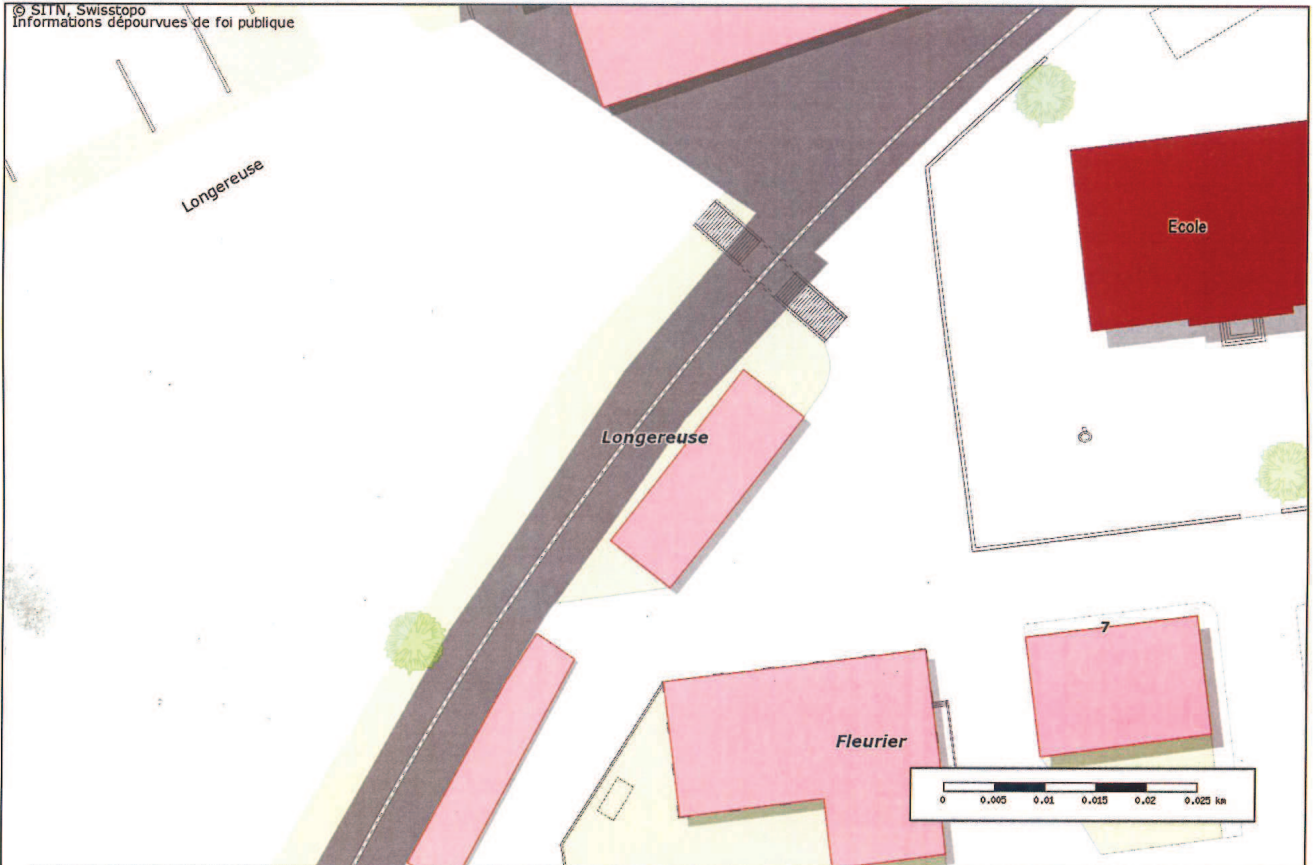 © SITN, Swisstopo
Informations dépourvues de foi publique
Longereuse
Ecole
Longereuse
7
Fleurier
0 0.005 0.01 0.015 0.02 0.025 km